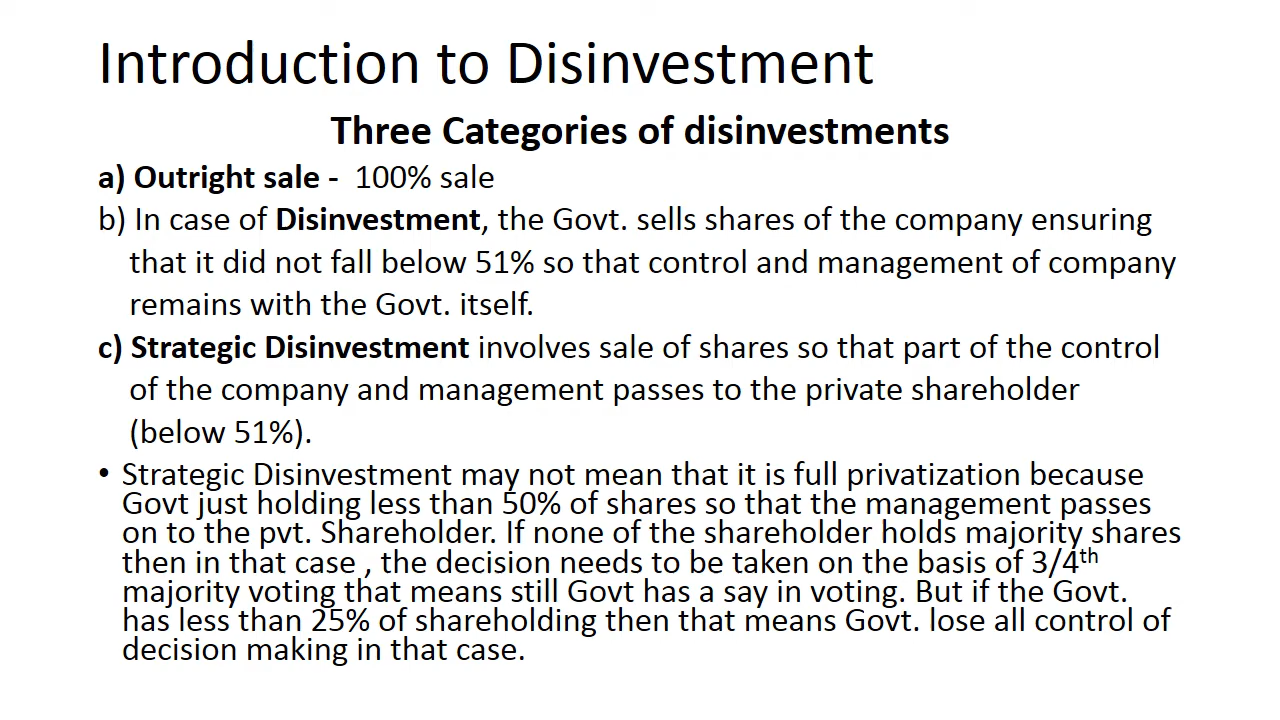 Introduction to Disinvestment
Three Categories of disinvestments
a) Outright sale - 100% sale
b) In case of Disinvestment, the Govt. sells shares of the company ensuring
that it did not fall below 51% so that control and management of company
remains with the Govt. itself.
c) Strategic Disinvestment involves sale of shares so that part of the control
of the company and management passes to the private shareholder
(below 51%).
• Strategic Disinvestment may not mean that it is full privatization because
Govt just holding less than 50% of shares so that the management passes
on to the pvt. Shareholder. If none of the shareholder holds majority shares
then in that case , the decision needs to be taken on the basis of 3/4th
majority voting that means still Govt has a say in voting. But if the Govt.
has less than 25% of shareholding then that means Govt. lose all control of
decision making in that case.